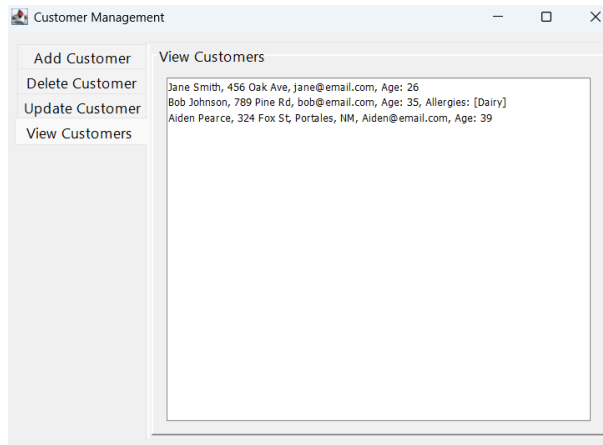 Customer Management
Add Customer
Delete Customer
Update Customer
View Customers
View Customers
Jane Smith, 456 Oak Ave, jane@email.com, Age: 26
Bob Johnson, 789 Pine Rd, bob@email.com, Age: 35, Allergies: [Dairy]
Aiden Pearce, 324 Fox St, Portales, NM, Aiden@email.com, Age: 39